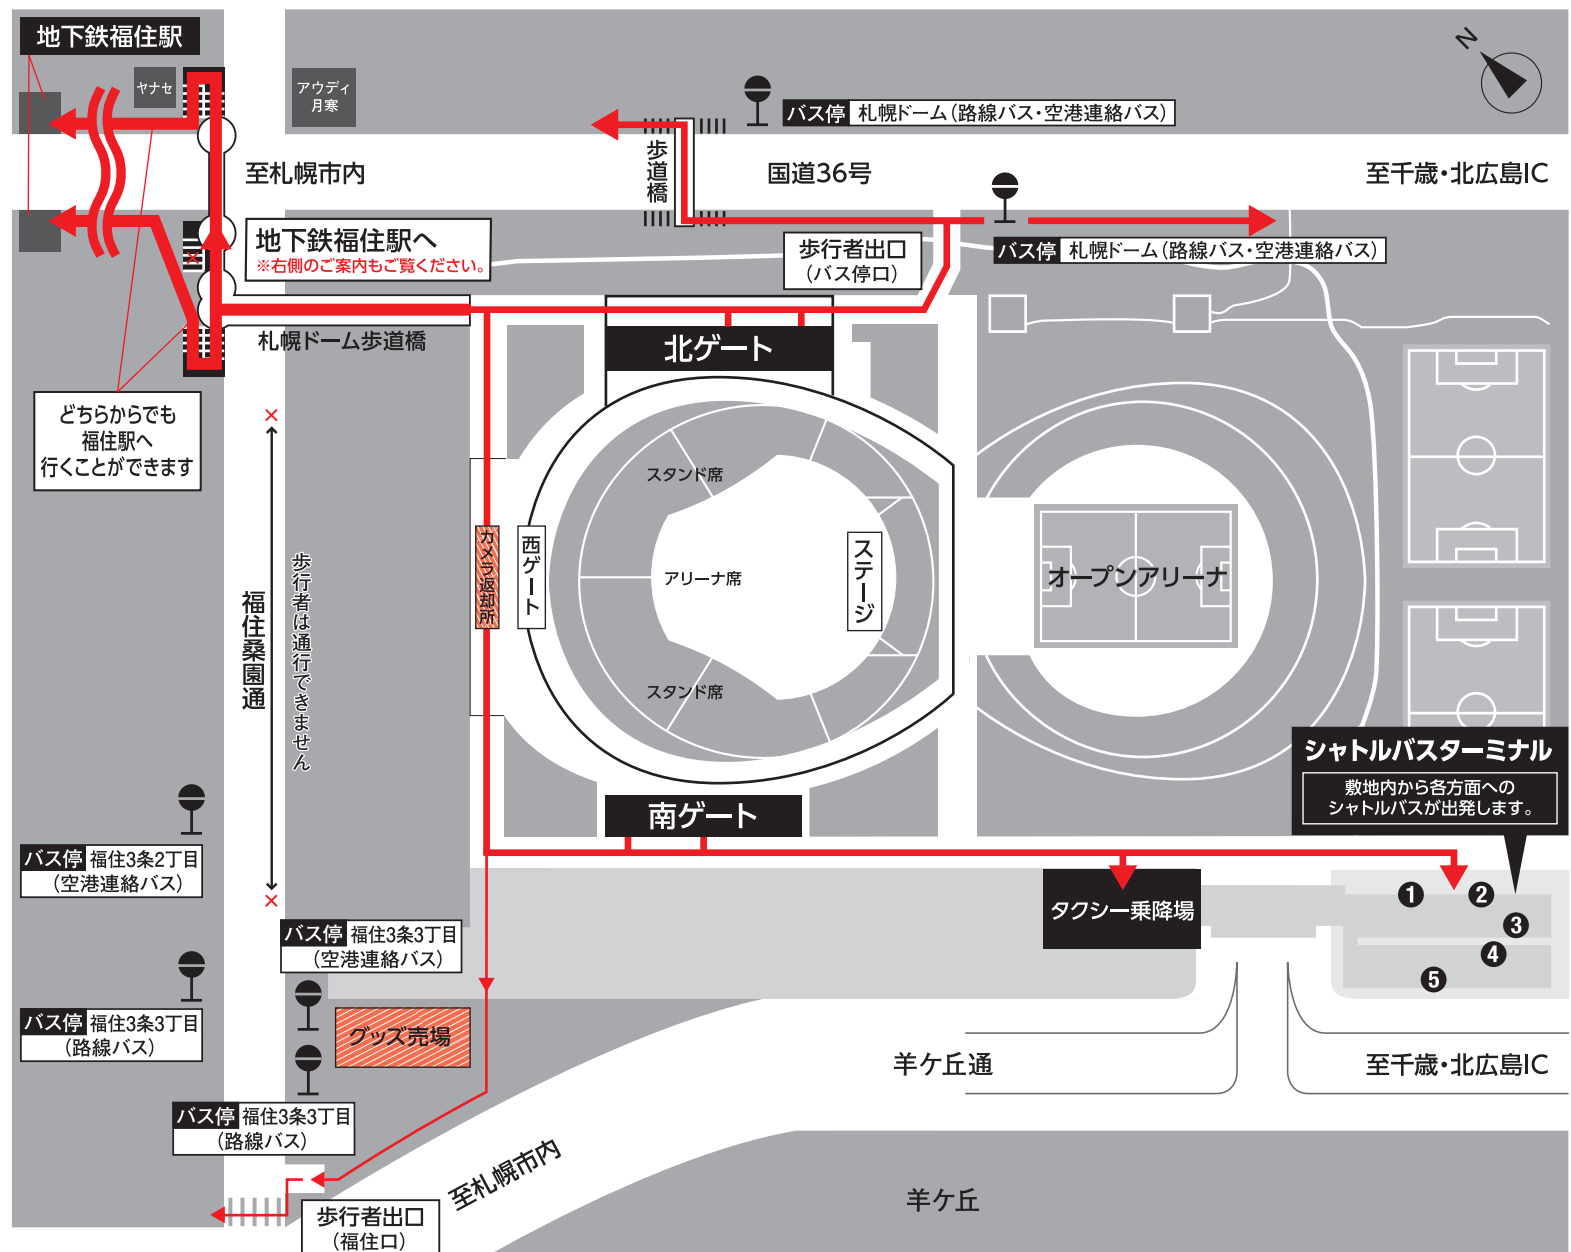 地下鉄福住駅
ヤナセ
アウディ
月寒
N
バス停 札幌ドーム（路線バス・空港連絡バス）
至札幌市内
歩道橋
国道36号
至千歳・北広島IC
地下鉄福住駅へ
※右側のご案内もご覧ください。
歩行者出口
（バス停口）
バス停 札幌ドーム（路線バス・空港連絡バス）
札幌ドーム歩道橋
北ゲート
どちらからでも
福住駅へ
行くことができます
スタンド席
カメラ返却所
西ゲート
アリーナ席
ステージ
オープンアリーナ
福住桑園通
歩行者は通行できません
スタンド席
シャトルバスターミナル
敷地内から各方面への
シャトルバスが出発します。
南ゲート
バス停 福住3条2丁目
（空港連絡バス）
タクシー乗降場
1
2
3
4
5
バス停 福住3条3丁目
（空港連絡バス）
バス停 福住3条3丁目
（路線バス）
グッズ売場
羊ケ丘通
至千歳・北広島IC
バス停 福住3条3丁目
（路線バス）
至札幌市内
羊ケ丘
歩行者出口
（福住口）